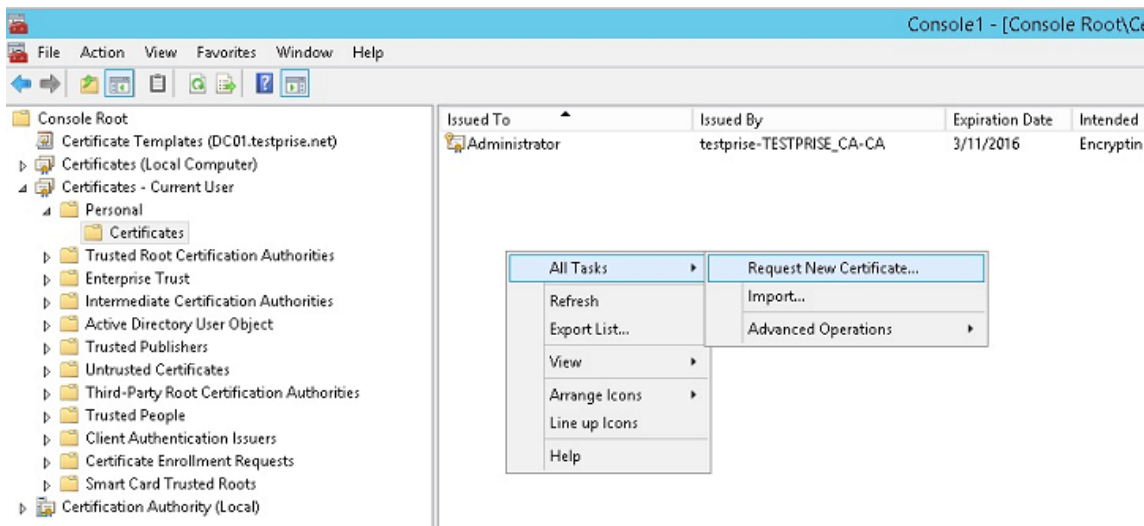 Console1 - [Console Root\Ce
File Action View Favorites Window Help
Console Root
Certificate Templates (DC01.testprise.net)
Certificates (Local Computer)
Certificates - Current User
Personal
Certificates
Trusted Root Certification Authorities
Enterprise Trust
Intermediate Certification Authorities
Active Directory User Object
Trusted Publishers
Untrusted Certificates
Third-Party Root Certification Authorities
Trusted People
Client Authentication Issuers
Certificate Enrollment Requests
Smart Card Trusted Roots
Certification Authority (Local)
Issued To Issued By Expiration Date Intended
Administrator testprise-TESTPRISE_CA-CA 3/11/2016 Encryptin
All Tasks
Refresh
Export List...
View
Arrange Icons
Line up Icons
Help
Request New Certificate...
Import...
Advanced Operations